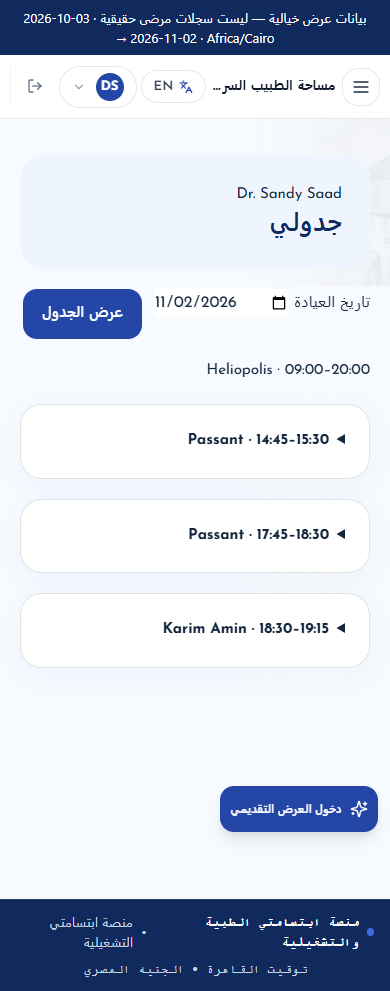 بيانات عرض خيالية — ليست سجلات مرضى حقيقية · 2026-10-03
→ 2026-11-02 · Africa/Cairo
مساحة الطبيب السر...
EN
DS
Dr. Sandy Saad
جدولي
تاريخ العيادة 11/02/2026 عرض الجدول
Heliopolis · 09:00–20:00
Passant · 14:45–15:30
Passant · 17:45–18:30
Karim Amin · 18:30–19:15
دخول العرض التقديمي
منصة ابتسامتي الطبية والتشغيلية
• منصة ابتسامتي التشغيلية
توقيت القاهرة • الجنيه المصري